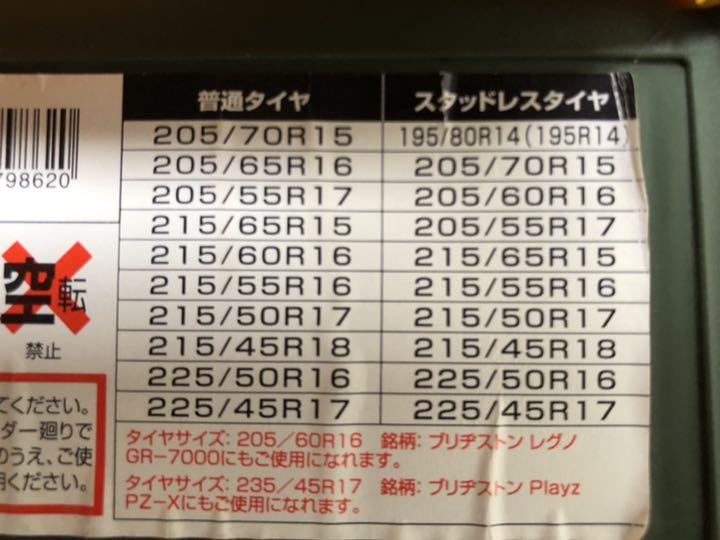 普通タイヤ スタッドレスタイヤ
205/70R15 195/80R14(195R14)
205/65R16 205/70R15
205/55R17 205/60R16
215/65R15 205/55R17
215/60R16 215/65R15
215/55R16 215/55R16
215/50R17 215/50R17
215/45R18 215/45R18
225/50R16 225/50R16
225/45R17 225/45R17
タイヤサイズ: 205/60R16 銘柄: ブリヂストン レグノ
GR-7000にもご使用になれます。
タイヤサイズ: 235/45R17 銘柄: ブリヂストン Playz
PZ-Xにもご使用になれます。
798620
空転
禁止
てください。
ダー廻りで
のうえ、ご使
用ください。